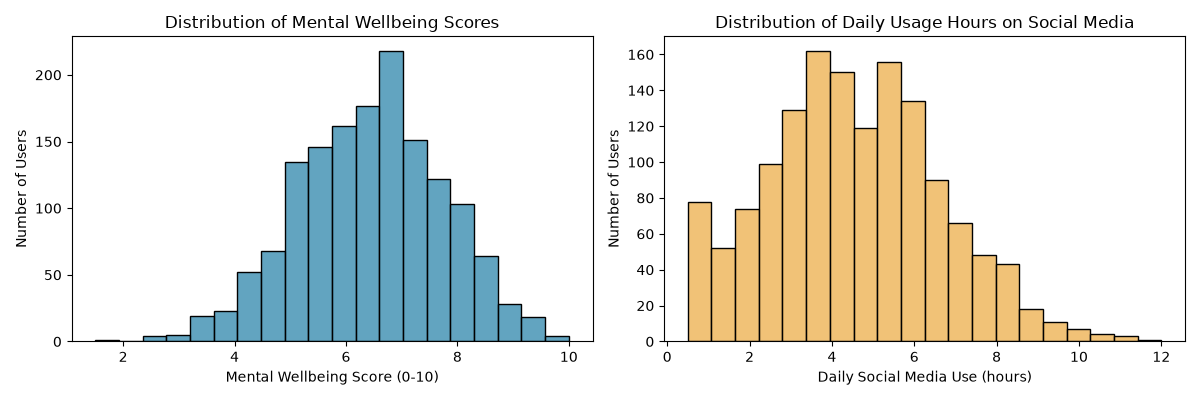 Distribution of Mental Wellbeing Scores
Number of Users
200
150
100
50
0
2 4 6 8 10
Mental Wellbeing Score (0-10)
Distribution of Daily Usage Hours on Social Media
Number of Users
160
140
120
100
80
60
40
20
0
0 2 4 6 8 10 12
Daily Social Media Use (hours)